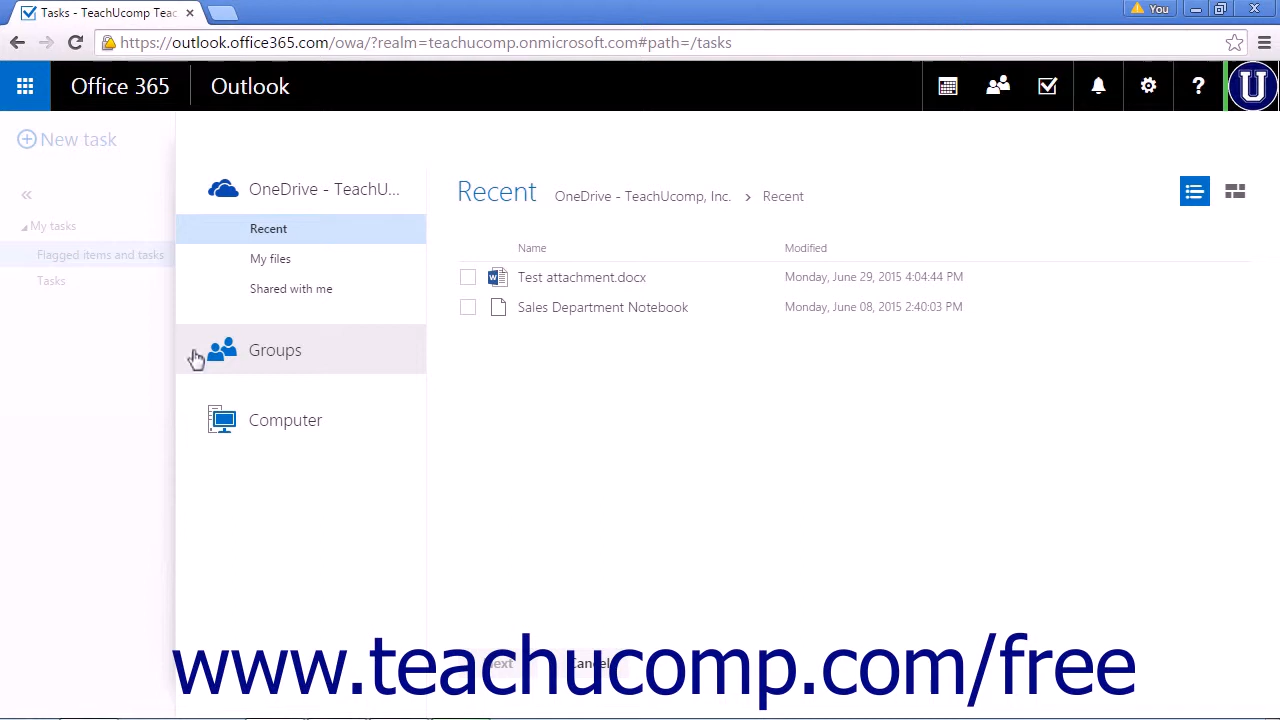 Tasks - TeachUcomp Teac
You
https://outlook.office365.com/owa/?realm=teachucomp.onmicrosoft.com#path=/tasks
Office 365
Outlook
?
U
New task
My tasks
Flagged items and tasks
Tasks
OneDrive - TeachU...
Recent
My files
Shared with me
Groups
Computer
Recent OneDrive - TeachUcomp, Inc. > Recent
Name Modified
Test attachment.docx Monday, June 29, 2015 4:04:44 PM
Sales Department Notebook Monday, June 08, 2015 2:40:03 PM
Cancel
www.teachucomp.com/free